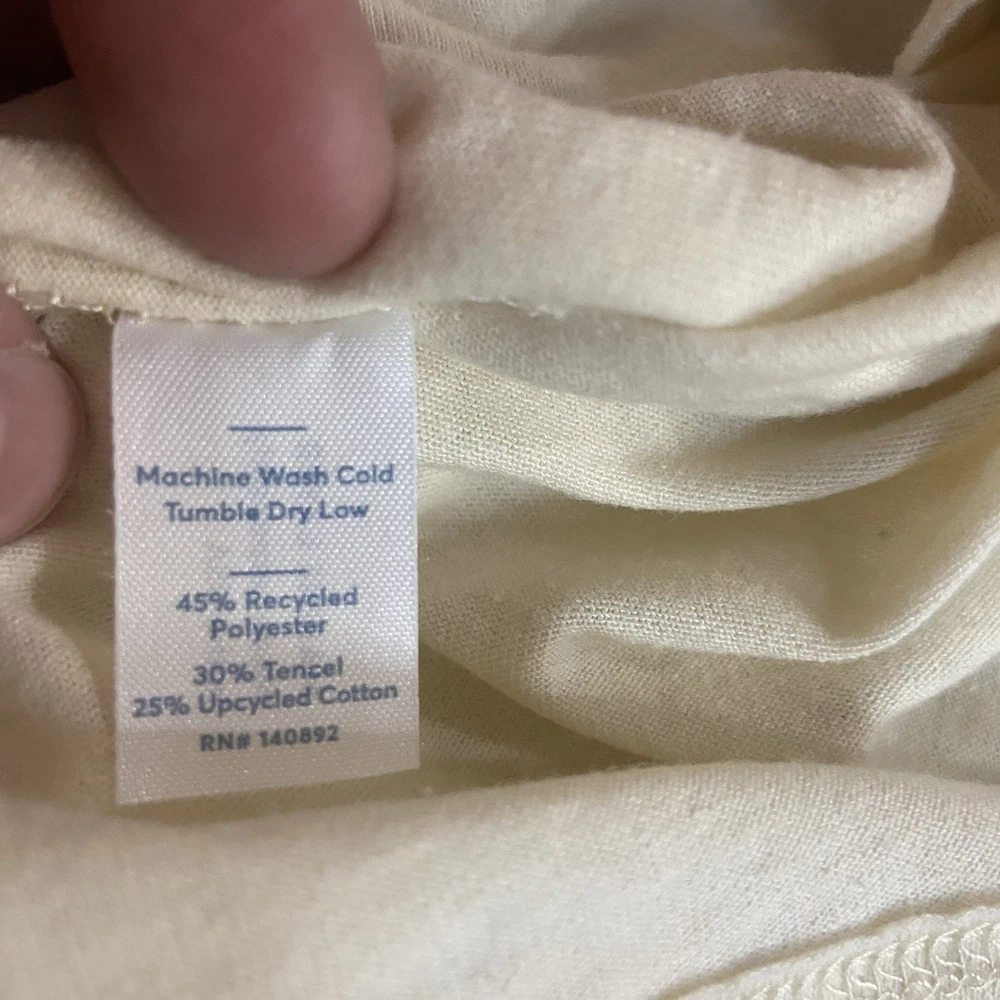 Machine Wash Cold
Tumble Dry Low
45% Recycled
Polyester
30% Tencel
25% Upcycled Cotton
RN# 140892